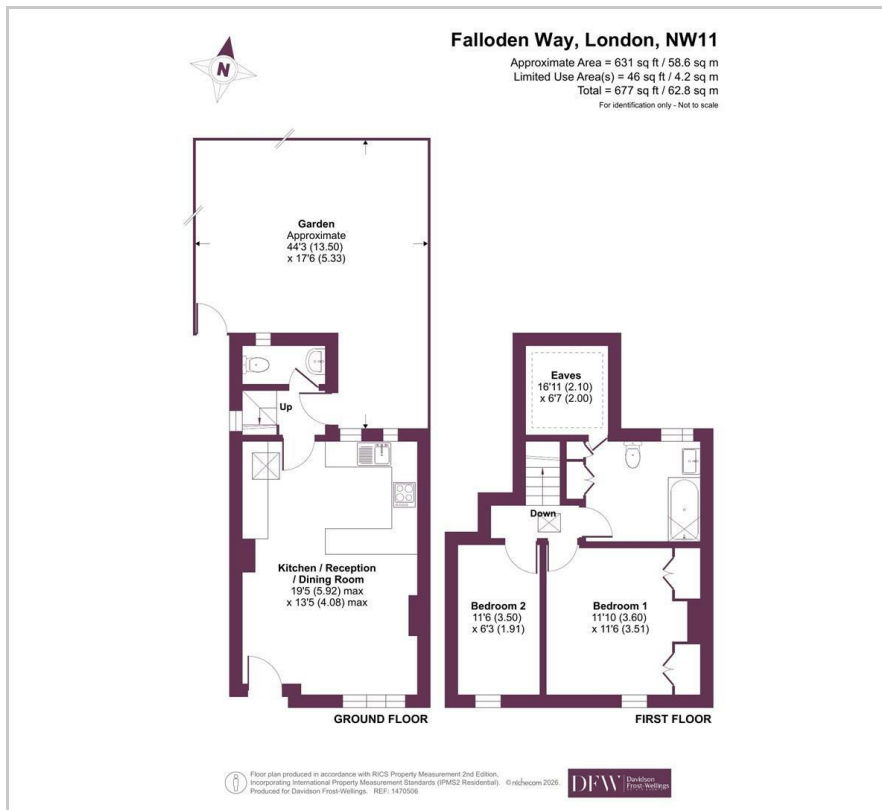 Falloden Way, London, NW11
Approximate Area = 631 sq ft / 58.6 sq m
Limited Use Area(s) = 46 sq ft / 4.2 sq m
Total = 677 sq ft / 62.8 sq m
For identification only - Not to scale
N
Garden
Approximate
44'3 (13.50)
x 17'6 (5.33)
Up
Kitchen / Reception
/ Dining Room
19'5 (5.92) max
x 13'5 (4.08) max
GROUND FLOOR
Eaves
16'11 (2.10)
x 6'7 (2.00)
Down
Bedroom 2
11'6 (3.50)
x 6'3 (1.91)
Bedroom 1
11'10 (3.60)
x 11'6 (3.51)
FIRST FLOOR
Floor plan produced in accordance with RICS Property Measurement 2nd Edition,
Incorporating International Property Measurement Standards (IPMS2 Residential). © nichecom 2026.
Produced for Davidson Frost-Wellings. REF: 1470506
DFW
Davidson
Frost-Wellings